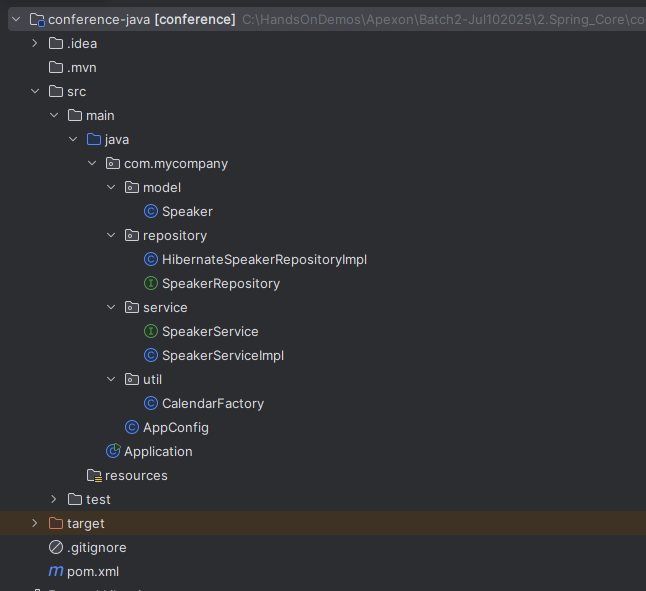 conference-java [conference] C:\HandsOnDemos\Apexon\Batch2-Jul102025\2.Spring_Core\co
.idea
.mvn
src
main
java
com.mycompany
model
Speaker
repository
HibernateSpeakerRepositoryImpl
SpeakerRepository
service
SpeakerService
SpeakerServiceImpl
util
CalendarFactory
AppConfig
Application
resources
test
target
.gitignore
pom.xml